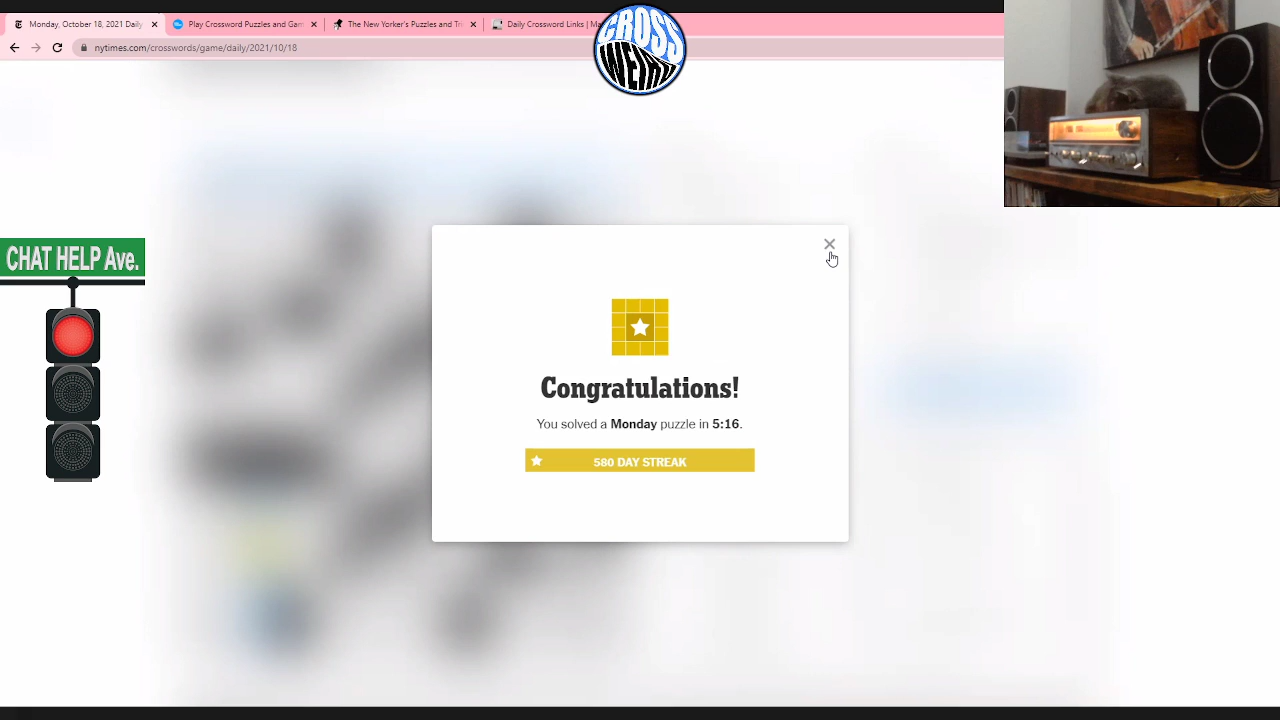 Monday, October 18, 2021 Daily
Play Crossword Puzzles and Gam
The New Yorker's Puzzles and Tri
Daily Crossword Links | Ma
nytimes.com/crosswords/game/daily/2021/10/18
CROSS
WEIRD
CHAT HELP Ave.
Congratulations!
You solved a Monday puzzle in 5:16.
580 DAY STREAK